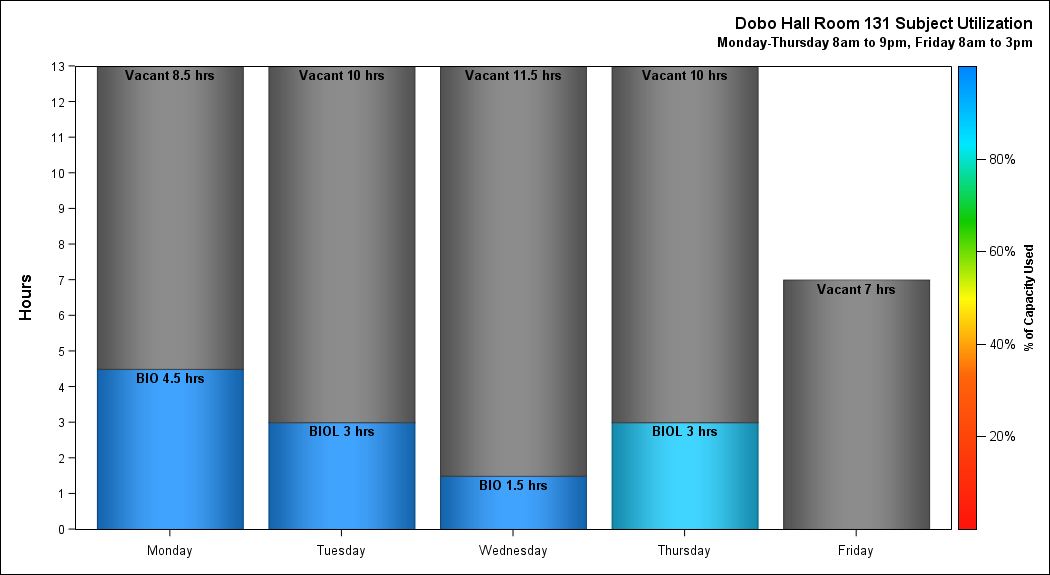 Dobo Hall Room 131 Subject Utilization
Monday-Thursday 8am to 9pm, Friday 8am to 3pm
Hours
13
12
11
10
9
8
7
6
5
4
3
2
1
0
Vacant 8.5 hrs
Vacant 10 hrs
Vacant 11.5 hrs
Vacant 10 hrs
Vacant 7 hrs
BIO 4.5 hrs
BIOL 3 hrs
BIO 1.5 hrs
BIOL 3 hrs
Monday
Tuesday
Wednesday
Thursday
Friday
80%
60%
40%
20%
% of Capacity Used